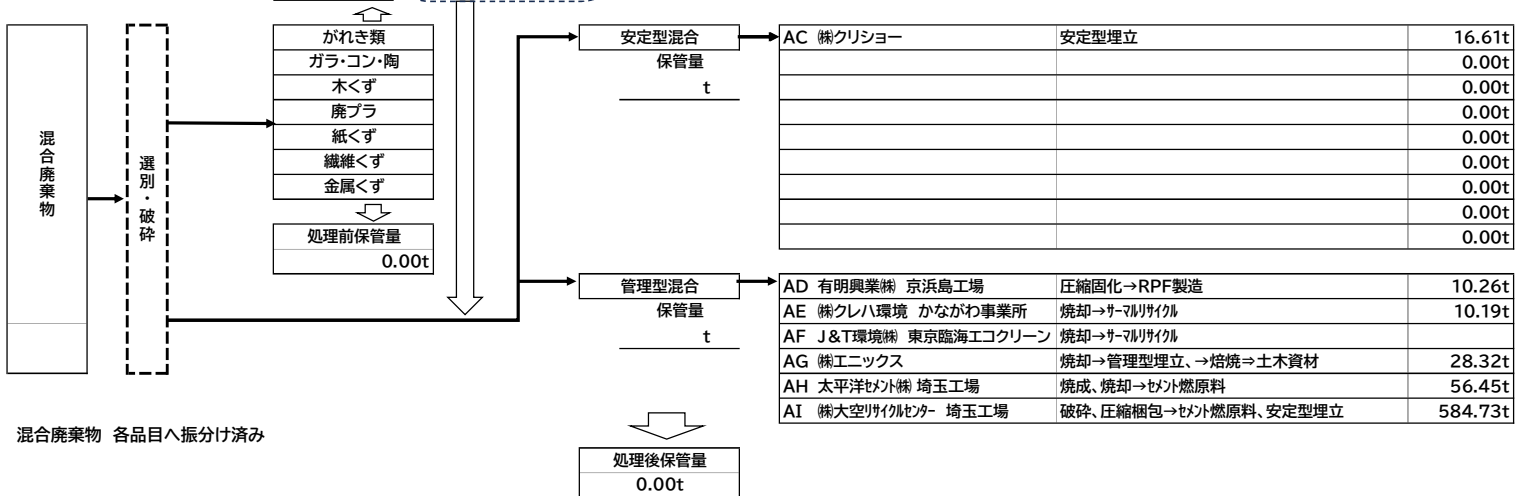 混合廃棄物
選別・破砕
がれき類
ガラ・コン・陶
木くず
廃プラ
紙くず
繊維くず
金属くず
処理前保管量
0.00t
安定型混合
保管量
t
AC ㈱クリショー 安定型埋立 16.61t
0.00t
0.00t
0.00t
0.00t
0.00t
0.00t
0.00t
0.00t
管理型混合
保管量
t
AD 有明興業㈱ 京浜島工場 圧縮固化→RPF製造 10.26t
AE ㈱クレハ環境 かながわ事業所 焼却→ｻｰﾏﾙﾘｻｲｸﾙ 10.19t
AF J&T環境㈱ 東京臨海エコクリーン 焼却→ｻｰﾏﾙﾘｻｲｸﾙ
AG ㈱エニックス 焼却→管理型埋立、→焙焼⇒土木資材 28.32t
AH 太平洋ｾﾒﾝﾄ㈱ 埼玉工場 焼成、焼却→ｾﾒﾝﾄ燃原料 56.45t
AI ㈱大空ﾘｻｲｸﾙｾﾝﾀｰ 埼玉工場 破砕、圧縮梱包→ｾﾒﾝﾄ燃原料、安定型埋立 584.73t
混合廃棄物 各品目へ振分け済み
処理後保管量
0.00t